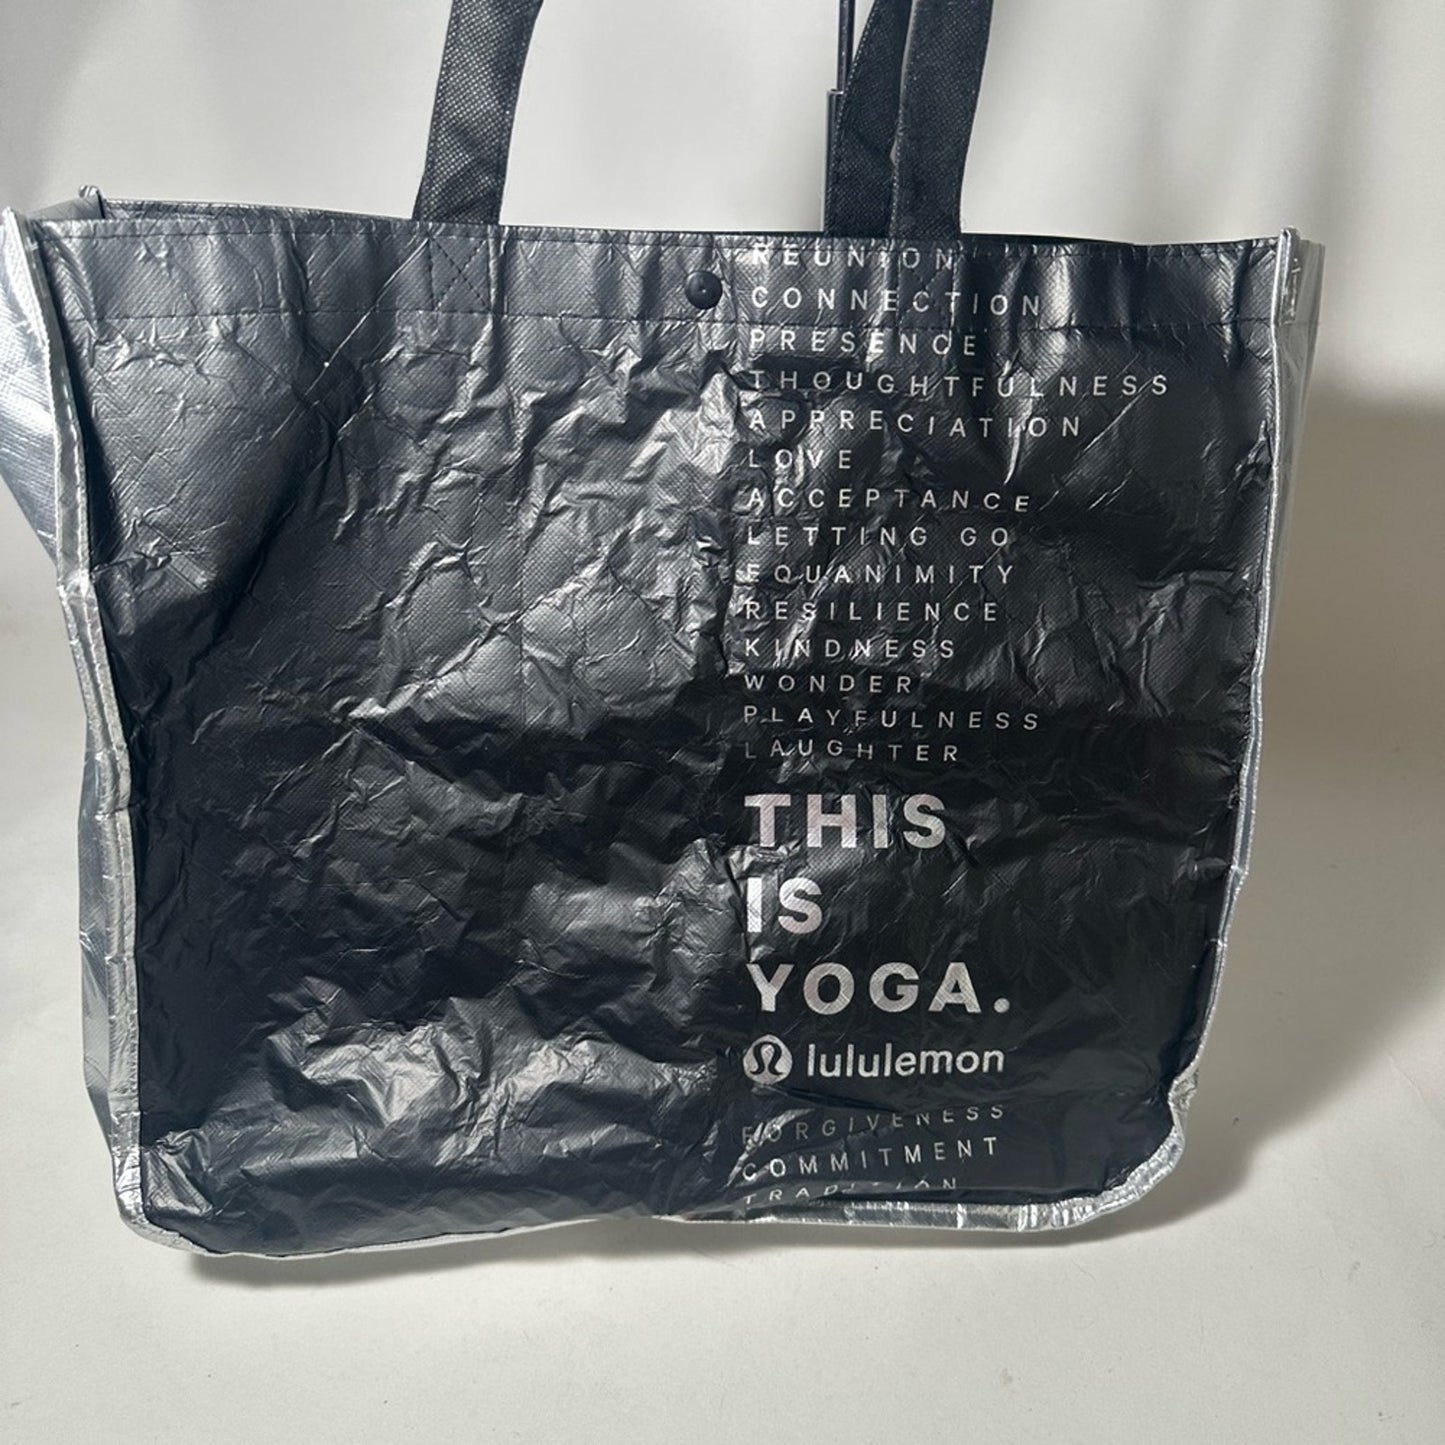 REUNION
CONNECTION
PRESENCE
THOUGHTFULNESS
APPRECIATION
LOVE
ACCEPTANCE
LETTING GO
EQUANIMITY
RESILIENCE
KINDNESS
WONDER
PLAYFULNESS
LAUGHTER
THIS
IS
YOGA.
lululemon
FORGIVENESS
COMMITMENT
TRADITION